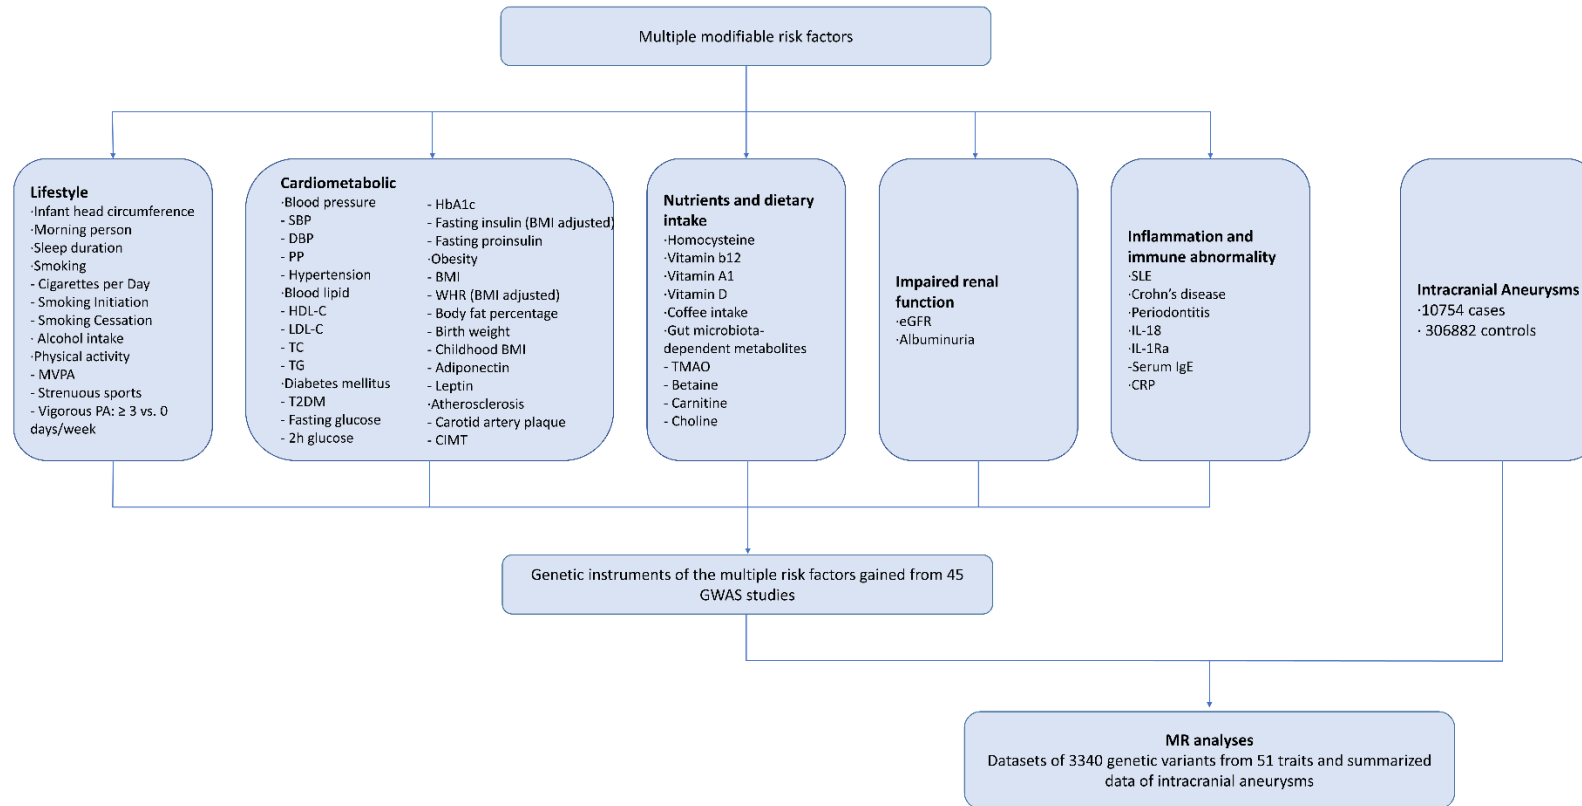 Multiple modifiable risk factors
Lifestyle
·Infant head circumference
·Morning person
·Sleep duration
·Smoking
- Cigarettes per Day
- Smoking Initiation
- Smoking Cessation
· Alcohol intake
·Physical activity
- MVPA
- Strenuous sports
- Vigorous PA: ≥ 3 vs. 0
days/week
Cardiometabolic
·Blood pressure
- SBP
- DBP
- PP
- Hypertension
·Blood lipid
- HDL-C
- LDL-C
- TC
- TG
·Diabetes mellitus
- T2DM
- Fasting glucose
- 2h glucose
- HbA1c
- Fasting insulin (BMI adjusted)
- Fasting proinsulin
·Obesity
- BMI
- WHR (BMI adjusted)
- Body fat percentage
- Birth weight
- Childhood BMI
- Adiponectin
- Leptin
·Atherosclerosis
- Carotid artery plaque
- CIMT
Nutrients and dietary
intake
·Homocysteine
·Vitamin b12
·Vitamin A1
·Vitamin D
·Coffee intake
·Gut microbiota-
dependent metabolites
- TMAO
- Betaine
- Carnitine
- Choline
Impaired renal
function
·eGFR
·Albuminuria
Inflammation and
immune abnormality
·SLE
·Crohn's disease
·Periodontitis
·IL-18
·IL-1Ra
-Serum IgE
·CRP
Intracranial Aneurysms
·10754 cases
· 306882 controls
Genetic instruments of the multiple risk factors gained from 45
GWAS studies
MR analyses
Datasets of 3340 genetic variants from 51 traits and summarized
data of intracranial aneurysms